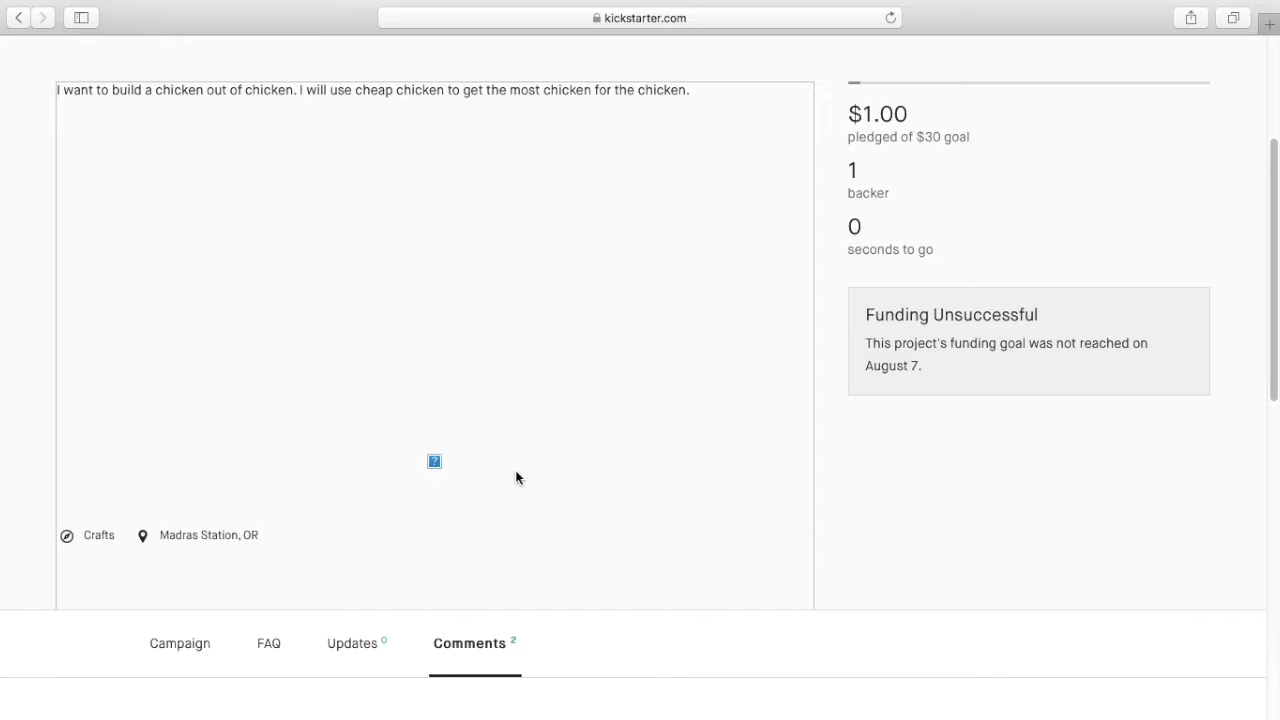 kickstarter.com
I want to build a chicken out of chicken. I will use cheap chicken to get the most chicken for the chicken.
$1.00
pledged of $30 goal
1
backer
0
seconds to go
Funding Unsuccessful
This project's funding goal was not reached on
August 7.
?
Crafts Madras Station, OR
Campaign FAQ Updates 0 Comments 2